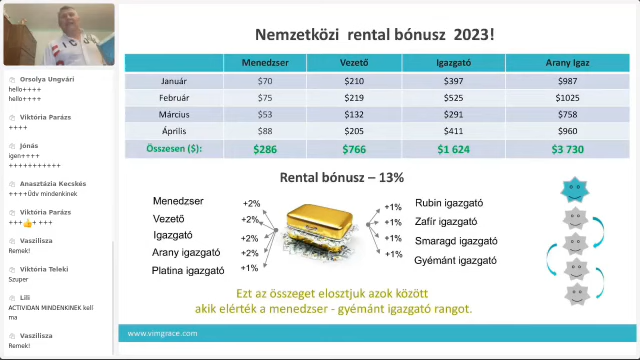 Orsolya Ungvári
hello++++
hello++++
Viktória Parázs
++++
Jónás
igen++++
+++++++++++
Anasztázia Kecskés
++++Üdv mindenkinek
Viktória Parázs
+++👍+ +++
Vaszilisza
Remek!
Viktória Teleki
Szuper
Lili
ACTIVDAN MINDENKINEK kell
ma
Vaszilisza
Remek!
Nemzetközi rental bónusz 2023!
Menedzser Vezető Igazgató Arany Igaz
Január $70 $210 $397 $987
Február $75 $219 $525 $1025
Március $53 $132 $291 $758
Április $88 $205 $411 $960
Összesen ($): $286 $766 $1 624 $3 730
Rental bónusz – 13%
Menedzser +2%
Vezető +2%
Igazgató +2%
Arany igazgató +2%
Platina igazgató +1%
+1% Rubin igazgató
+1% Zafír igazgató
+1% Smaragd igazgató
+1% Gyémánt igazgató
Ezt az összeget elosztjuk azok között
akik elérték a menedzser - gyémánt igazgató rangot.
www.vimgrace.com